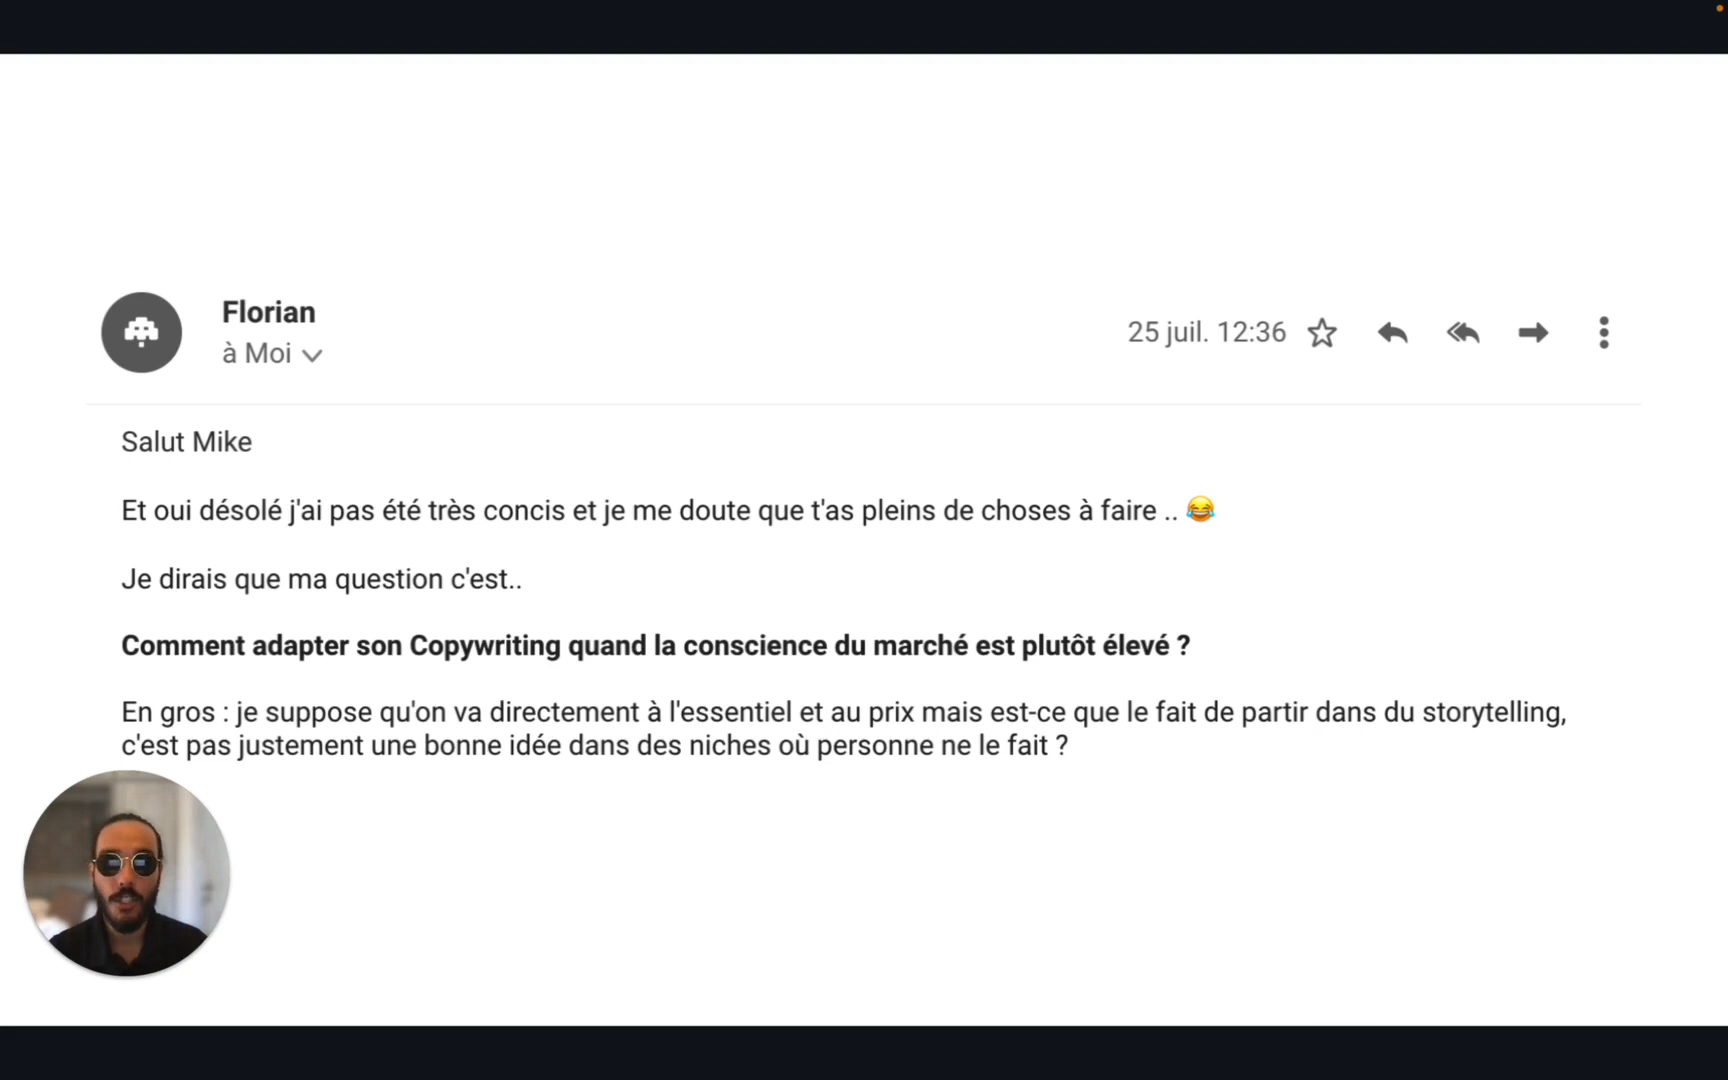 Florian
à Moi
25 juil. 12:36
Salut Mike
Et oui désolé j'ai pas été très concis et je me doute que t'as pleins de choses à faire .. 😂
Je dirais que ma question c'est..
Comment adapter son Copywriting quand la conscience du marché est plutôt élevé ?
En gros : je suppose qu'on va directement à l'essentiel et au prix mais est-ce que le fait de partir dans du storytelling,
c'est pas justement une bonne idée dans des niches où personne ne le fait ?